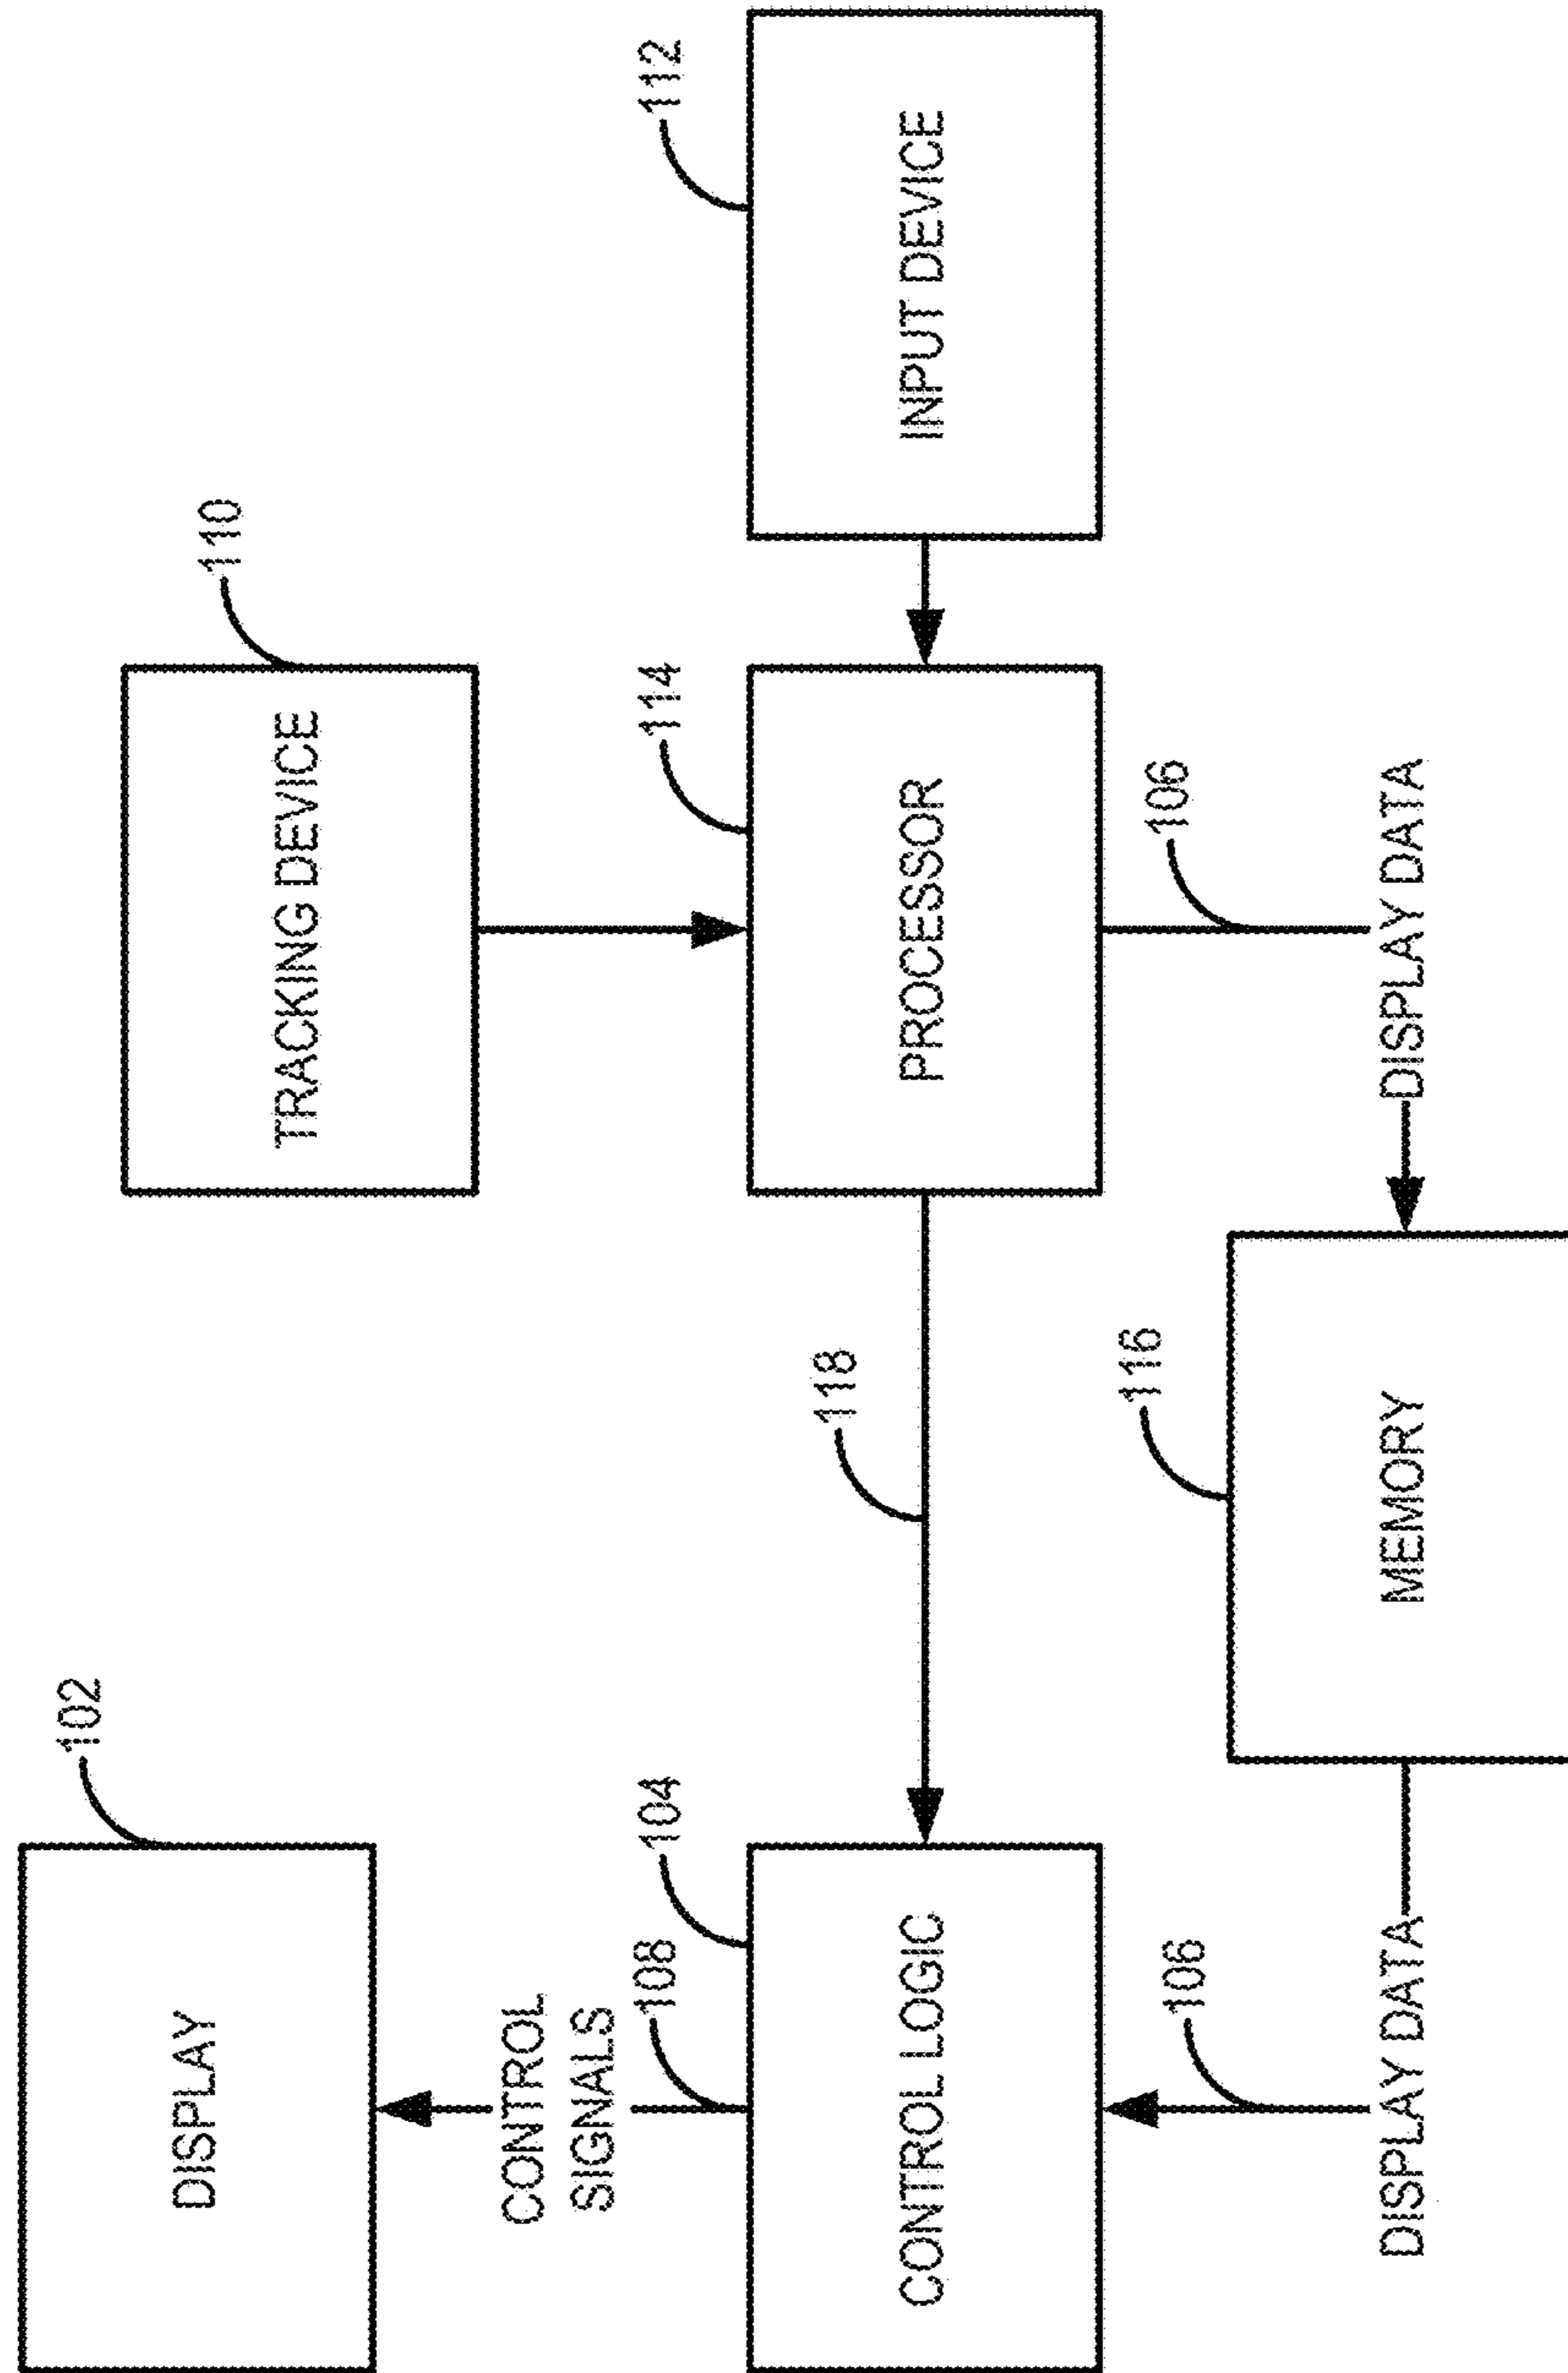 102
DISPLAY
110
TRACKING DEVICE
CONTROL
SIGNALS
108
104
114
112
118
CONTROL LOGIC
PROCESSOR
INPUT DEVICE
106
116
106
DISPLAY DATA
MEMORY
DISPLAY DATA